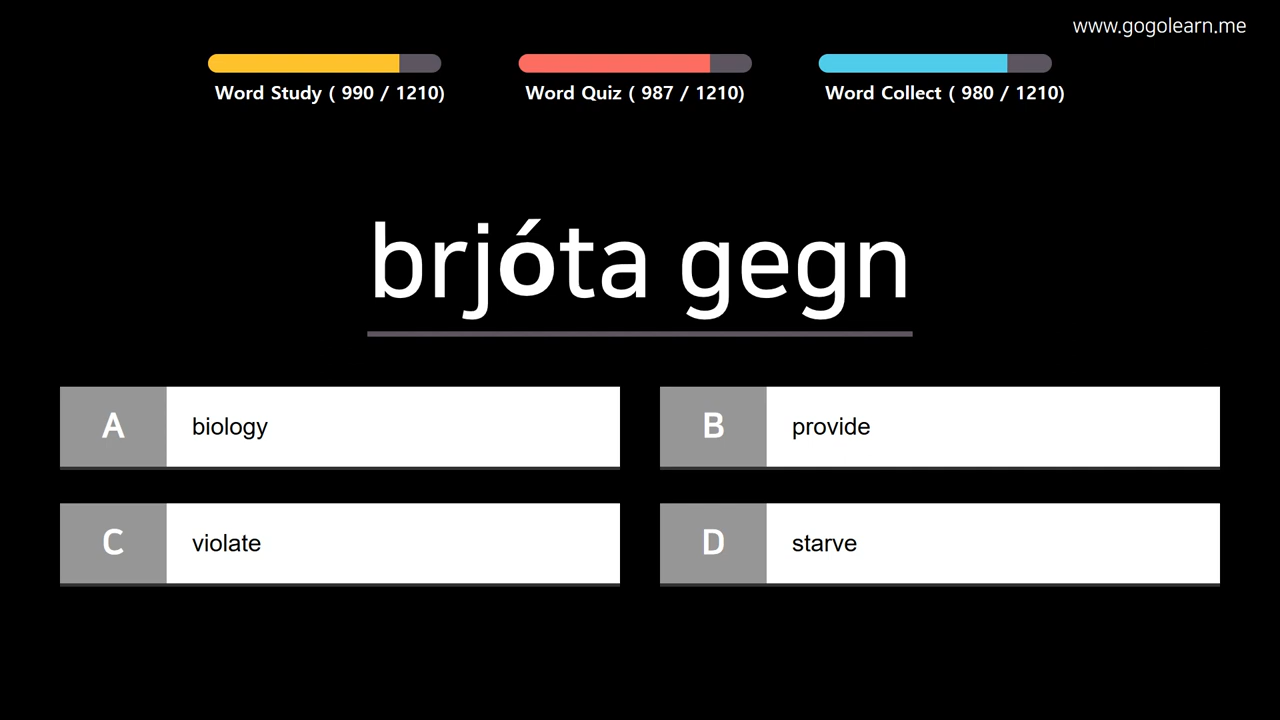 www.gogolearn.me
Word Study ( 990 / 1210)
Word Quiz ( 987 / 1210)
Word Collect ( 980 / 1210)
brjóta gegn
A
biology
B
provide
C
violate
D
starve